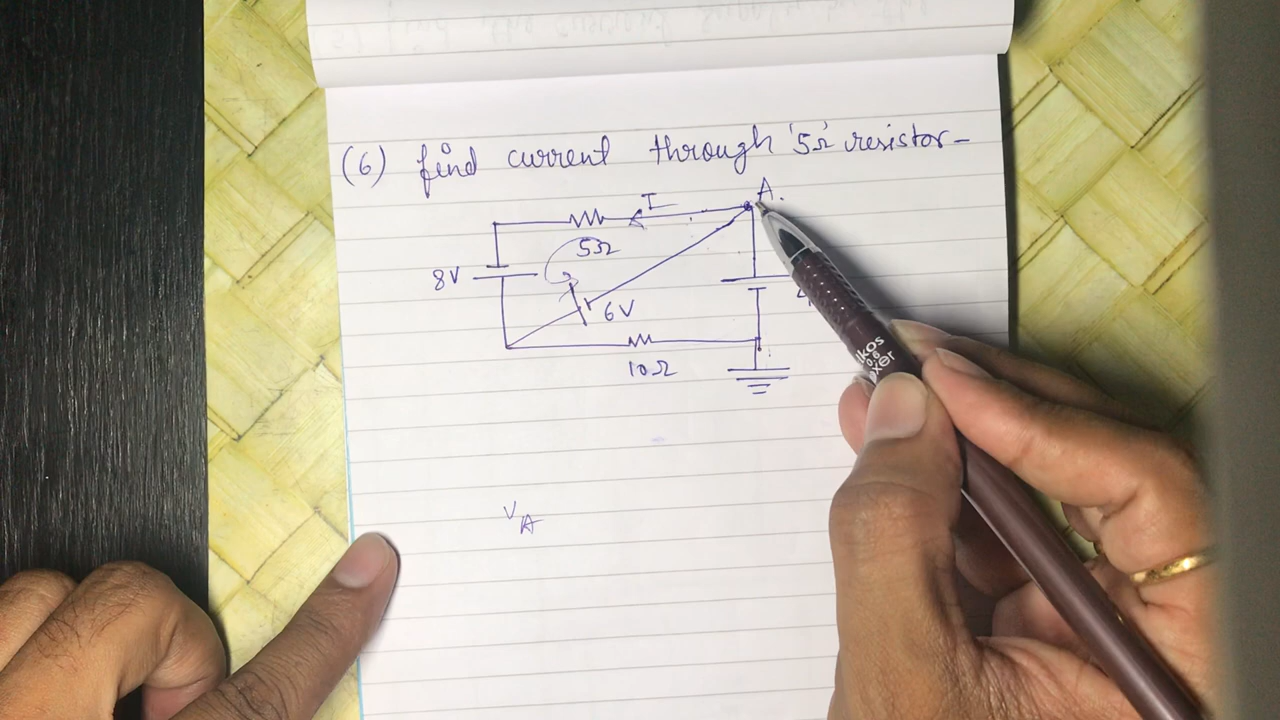 (6) find current through '5Ω' resistor-
A.
I
5Ω
8V
6V
10Ω
VA